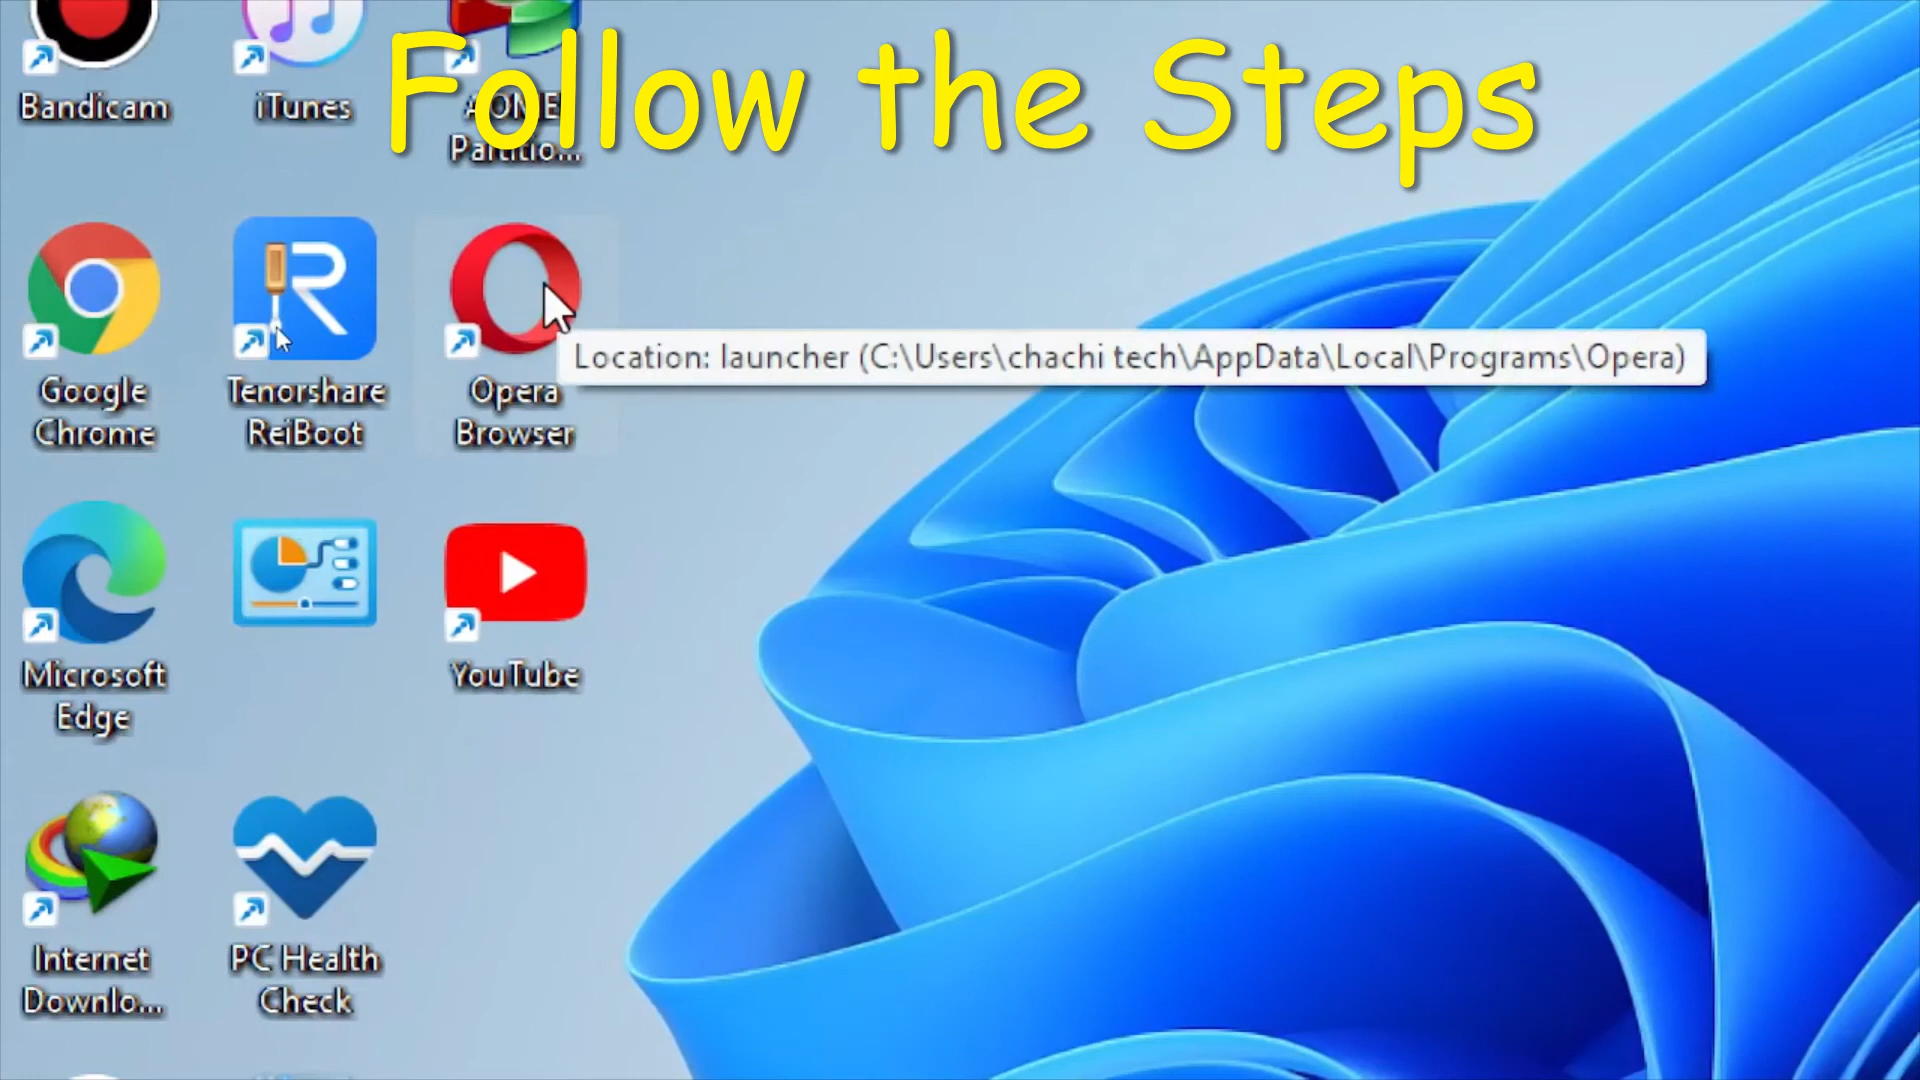 Follow the Steps
Bandicam
iTunes
AOMEI
Partitio...
Google
Chrome
Tenorshare
ReiBoot
Opera
Browser
Location: launcher (C:\Users\chachi tech\AppData\Local\Programs\Opera)
Microsoft
Edge
YouTube
Internet
Downlo...
PC Health
Check